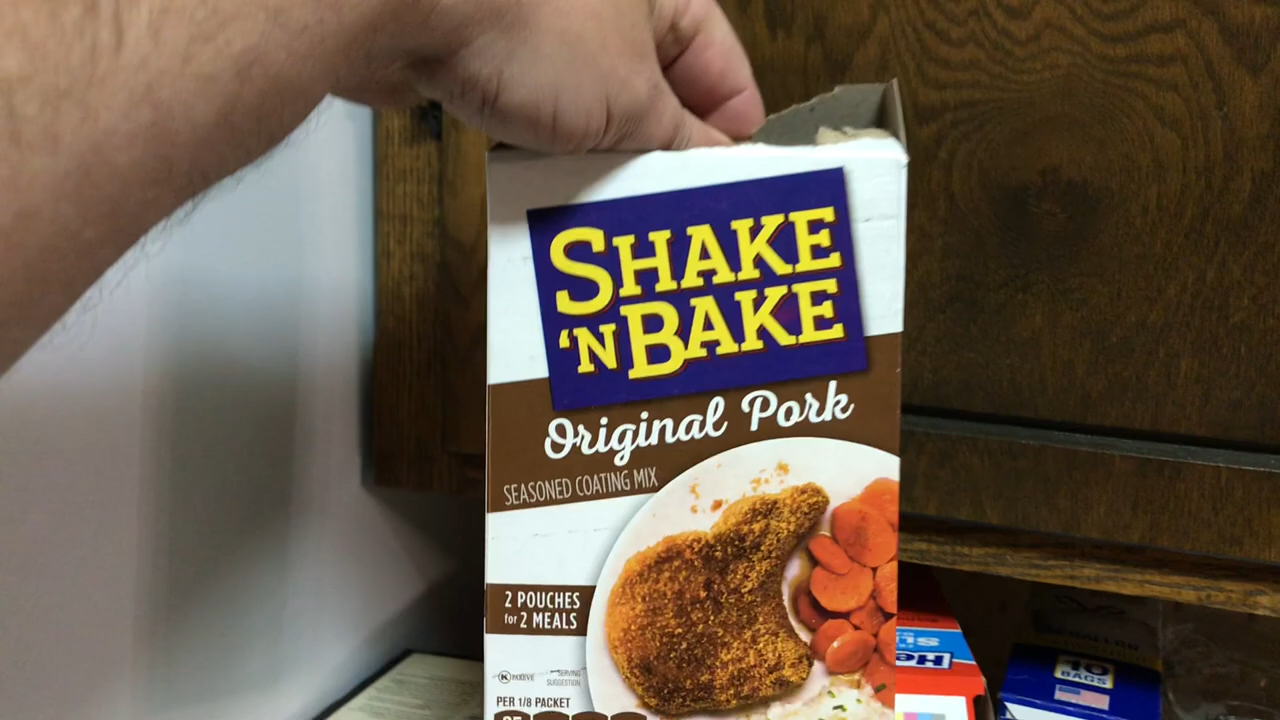 SHAKE
'N BAKE
Original Pork
SEASONED COATING MIX
2 POUCHES
for 2 MEALS
K PAREVE
SERVING
SUGGESTION
PER 1/8 PACKET
10
BAGS